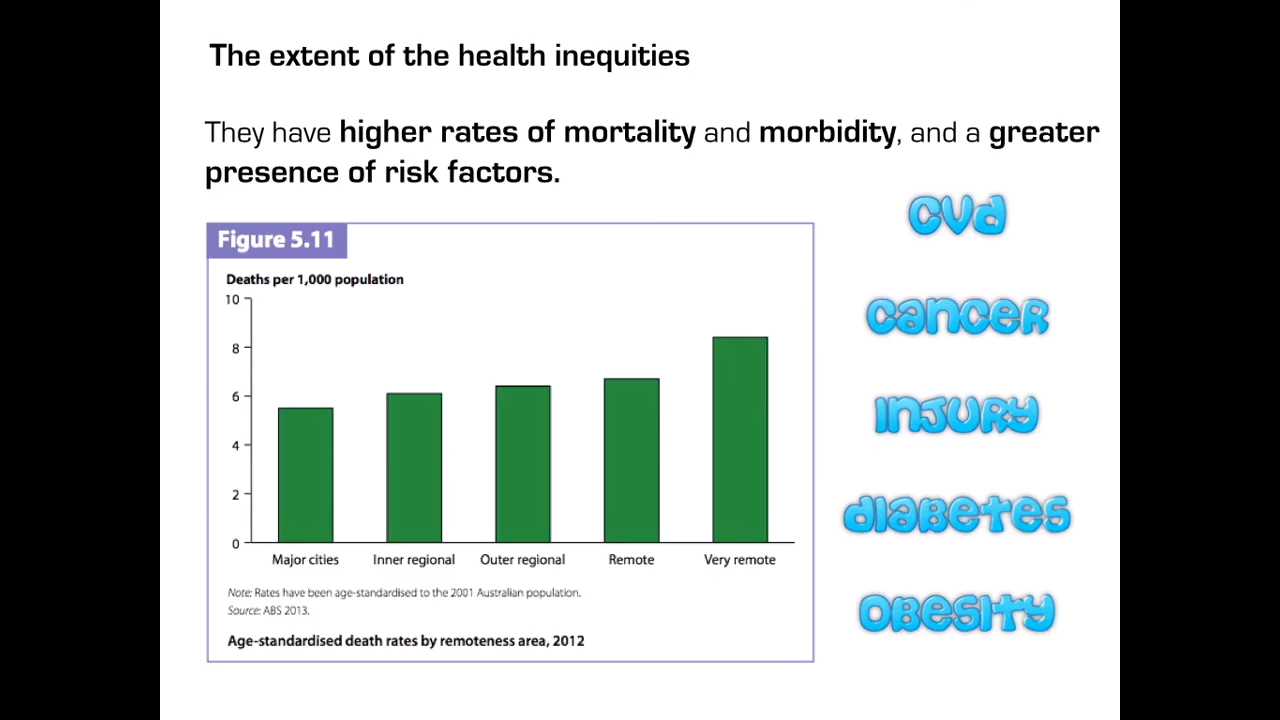 The extent of the health inequities
They have higher rates of mortality and morbidity, and a greater
presence of risk factors.
Figure 5.11
Deaths per 1,000 population
10
8
6
4
2
0
Major cities Inner regional Outer regional Remote Very remote
Note: Rates have been age-standardised to the 2001 Australian population.
Source: ABS 2013.
Age-standardised death rates by remoteness area, 2012
CVd
cancer
INJURY
diabetes
obesity